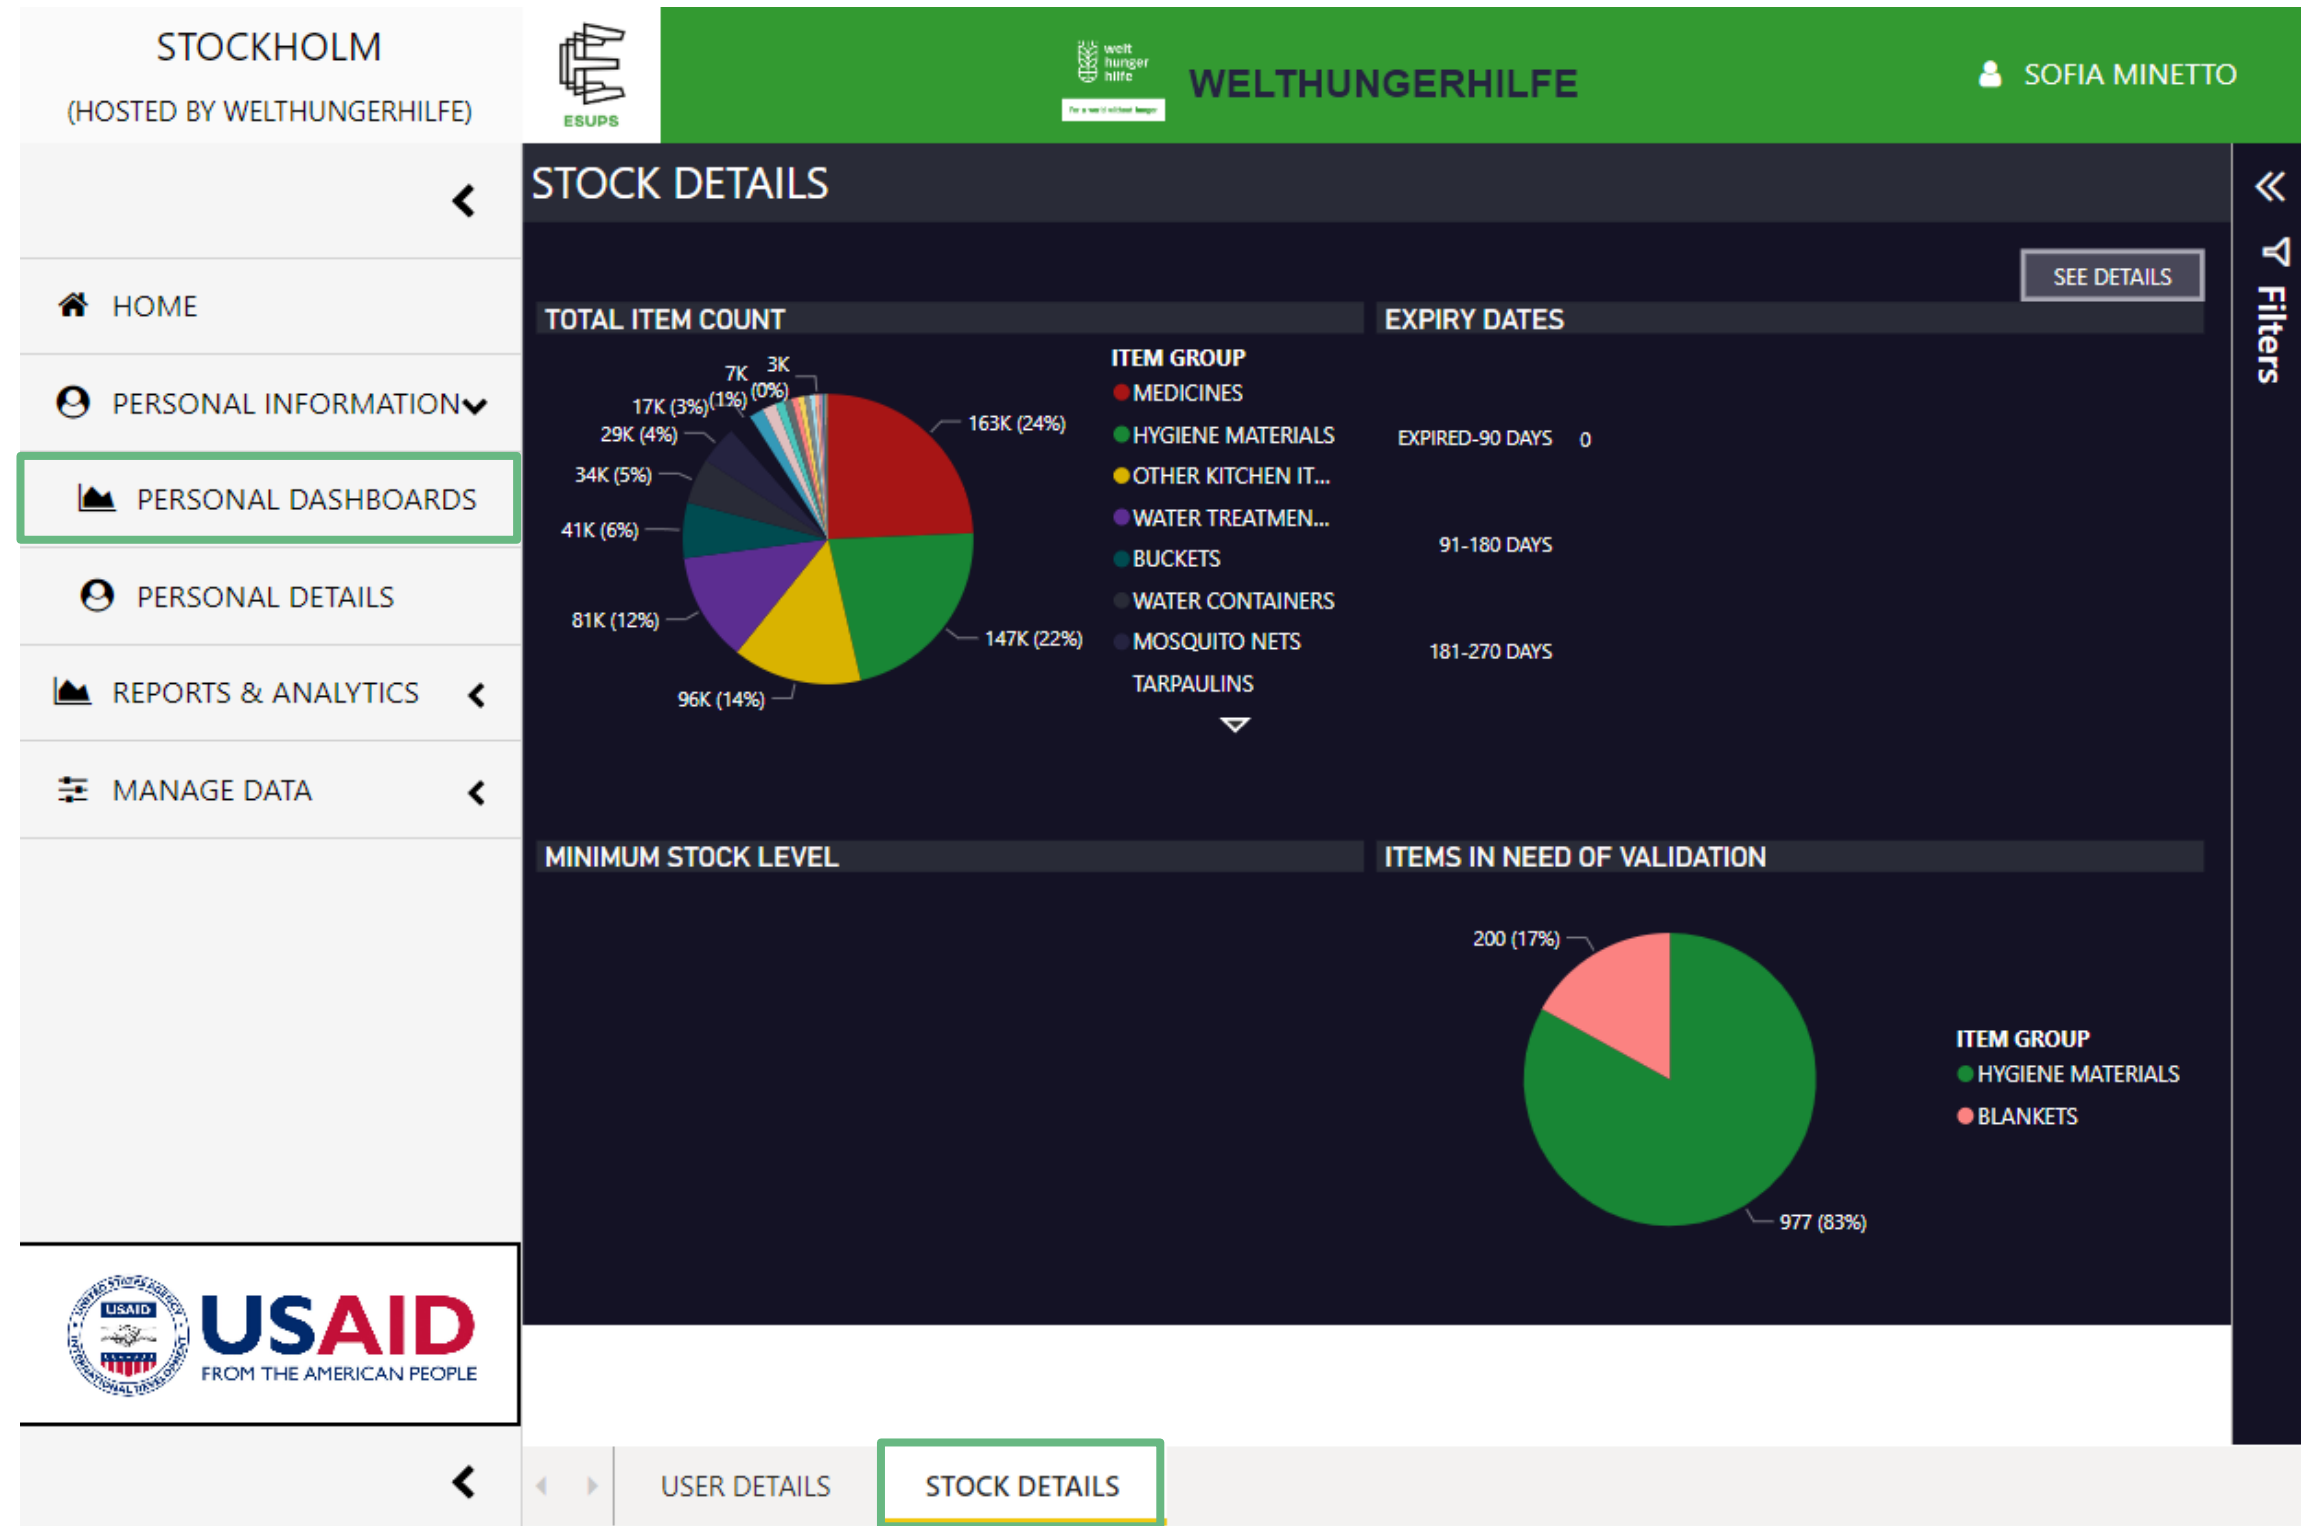 STOCKHOLM
(HOSTED BY WELTHUNGERHILFE)
ESUPS
welt
hunger
hilfe
For a world without hunger
WELTHUNGERHILFE
SOFIA MINETTO
HOME
PERSONAL INFORMATION
PERSONAL DASHBOARDS
PERSONAL DETAILS
REPORTS & ANALYTICS
MANAGE DATA
USAID
USAID
FROM THE AMERICAN PEOPLE
STOCK DETAILS
SEE DETAILS
Filters
TOTAL ITEM COUNT
3K
(0%)
7K
(1%)
17K (3%)
29K (4%)
34K (5%)
41K (6%)
81K (12%)
96K (14%)
163K (24%)
147K (22%)
ITEM GROUP
MEDICINES
HYGIENE MATERIALS
OTHER KITCHEN IT...
WATER TREATMEN...
BUCKETS
WATER CONTAINERS
MOSQUITO NETS
TARPAULINS
EXPIRY DATES
EXPIRED-90 DAYS 0
91-180 DAYS
181-270 DAYS
MINIMUM STOCK LEVEL
ITEMS IN NEED OF VALIDATION
200 (17%)
977 (83%)
ITEM GROUP
HYGIENE MATERIALS
BLANKETS
USER DETAILS
STOCK DETAILS